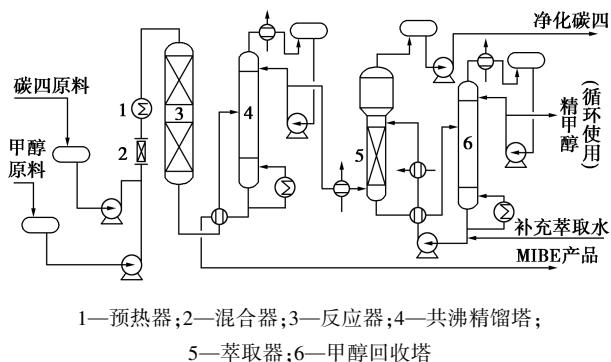 净化碳四
碳四原料
1
2
3
4
5
6
甲醇
原料
精甲醇
(循环使用)
补充萃取水
MIBE产品
1—预热器;2—混合器;3—反应器;4—共沸精馏塔;
5—萃取器;6—甲醇回收塔